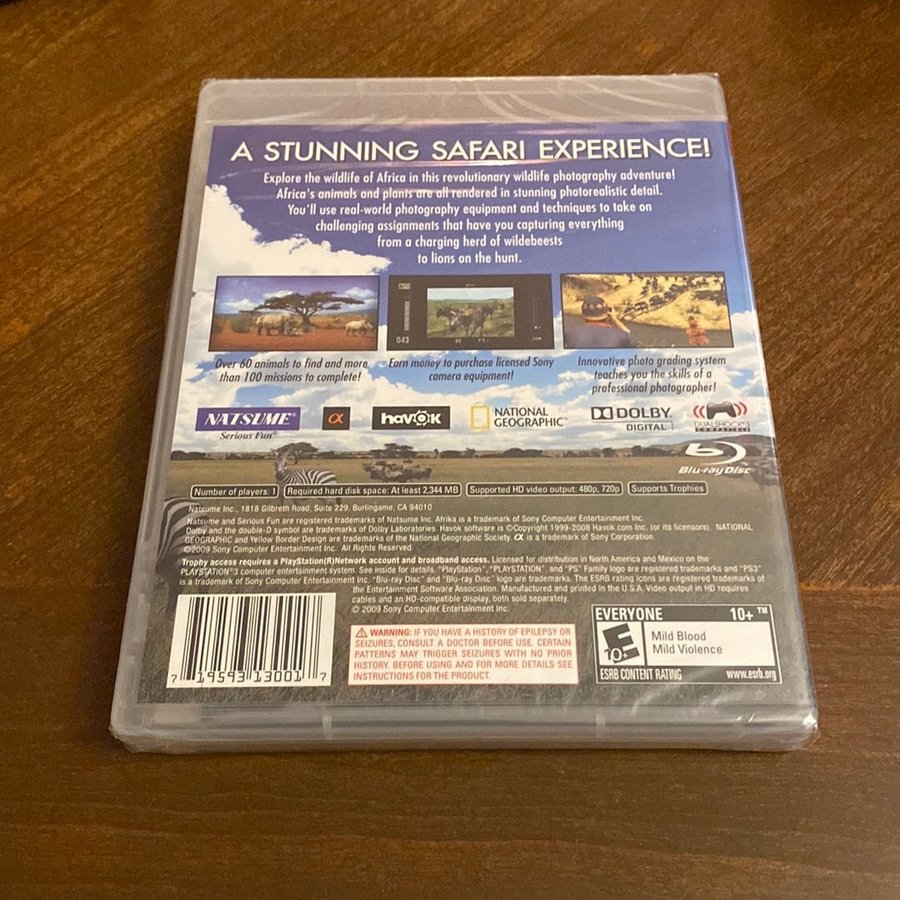 A STUNNING SAFARI EXPERIENCE!
Explore the wildlife of Africa in this revolutionary wildlife photography adventure!
Africa's animals and plants are all rendered in stunning photorealistic detail.
You'll use real-world photography equipment and techniques to take on
challenging assignments that have you capturing everything
from a charging herd of wildebeests
to lions on the hunt.
043
Over 60 animals to find and more
than 100 missions to complete!
Earn money to purchase licensed Sony
camera equipment!
Innovative photo grading system
teaches you the skills of a
professional photographer!
NATSUME®
Serious Fun™
α
havok
NATIONAL
GEOGRAPHIC™
DOLBY
DIGITAL
DUALSHOCK 3
COMPATIBLE
Blu-ray Disc
Number of players: 1
Required hard disk space: At least 2,344 MB
Supported HD video output: 480p, 720p
Supports Trophies
Natsume Inc., 1818 Gilbreth Road, Suite 229, Burlingame, CA 94010
Natsume and Serious Fun are registered trademarks of Natsume Inc. Afrika is a trademark of Sony Computer Entertainment Inc.
Dolby and the double-D symbol are trademarks of Dolby Laboratories. Havok software is ©Copyright 1999-2008 Havok.com Inc. (or its licensors). NATIONAL
GEOGRAPHIC and Yellow Border Design are trademarks of the National Geographic Society. α is a trademark of Sony Corporation.
©2009 Sony Computer Entertainment Inc. All Rights Reserved.
Trophy access requires a PlayStation(R)Network account and broadband access. Licensed for distribution in North America and Mexico on the
PLAYSTATION®3 computer entertainment system. See inside for details. "PlayStation", "PLAYSTATION", and "PS" Family logo are registered trademarks and "PS3"
is a trademark of Sony Computer Entertainment Inc. "Blu-ray Disc" and "Blu-ray Disc" logo are trademarks. The ESRB rating icons are registered trademarks of
the Entertainment Software Association. Manufactured and printed in the U.S.A. Video output in HD requires
cables and an HD-compatible display, both sold separately.
© 2009 Sony Computer Entertainment Inc.
7 19593 13001 7
WARNING: IF YOU HAVE A HISTORY OF EPILEPSY OR
SEIZURES, CONSULT A DOCTOR BEFORE USE. CERTAIN
PATTERNS MAY TRIGGER SEIZURES WITH NO PRIOR
HISTORY. BEFORE USING AND FOR MORE DETAILS SEE
INSTRUCTIONS FOR THE PRODUCT.
EVERYONE 10+™
E
10+
Mild Blood
Mild Violence
ESRB CONTENT RATING www.esrb.org